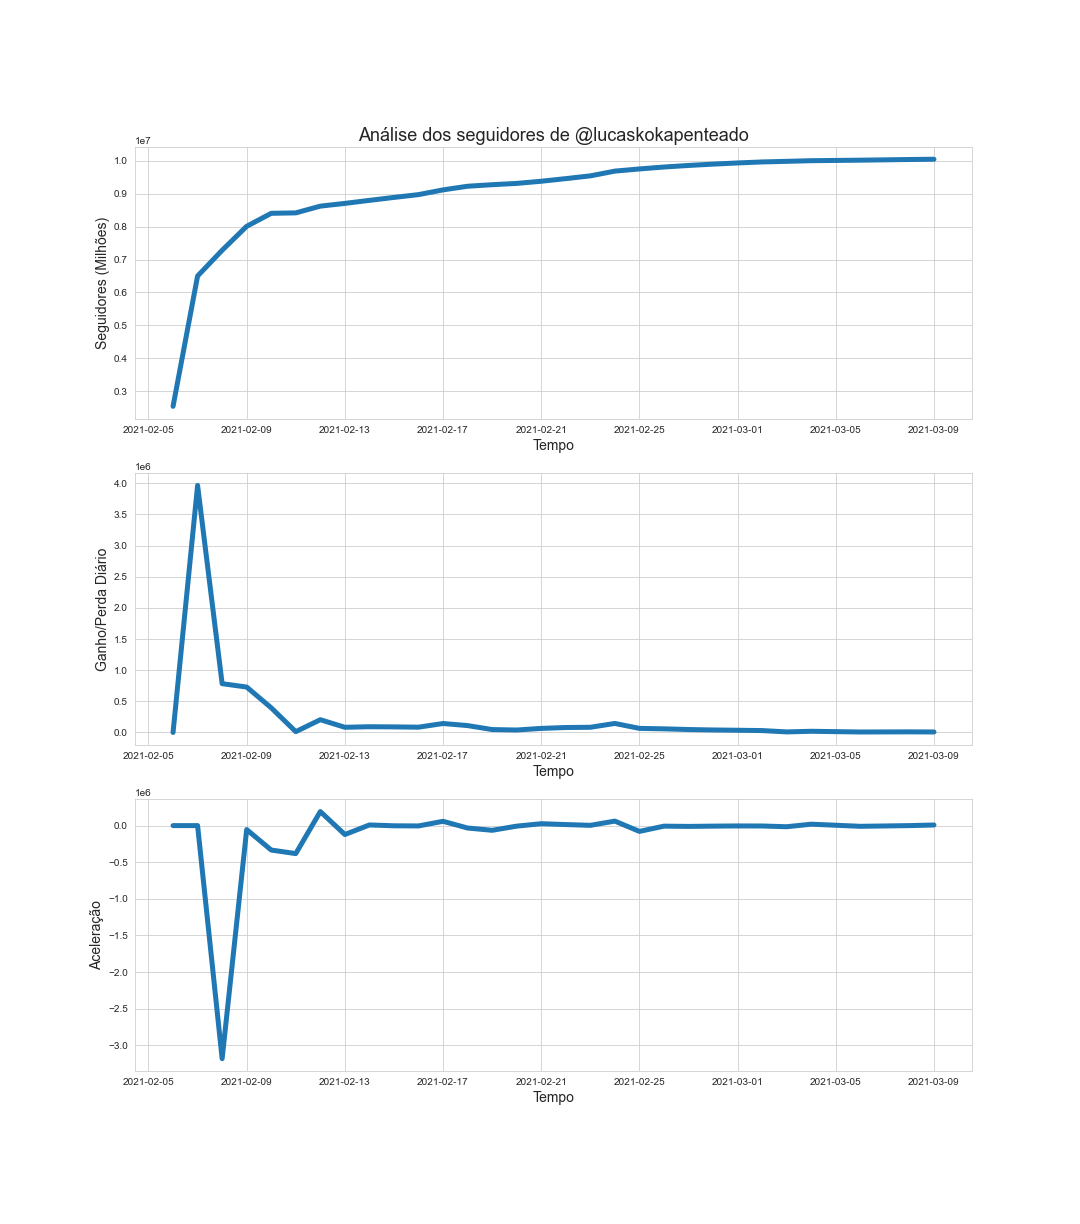 Análise dos seguidores de @lucaskokapenteado
1e7
1.0
0.9
0.8
0.7
0.6
0.5
0.4
0.3
Seguidores (Milhões)
2021-02-05 2021-02-09 2021-02-13 2021-02-17 2021-02-21 2021-02-25 2021-03-01 2021-03-05 2021-03-09
Tempo
1e6
4.0
3.5
3.0
2.5
2.0
1.5
1.0
0.5
0.0
Ganho/Perda Diário
2021-02-05 2021-02-09 2021-02-13 2021-02-17 2021-02-21 2021-02-25 2021-03-01 2021-03-05 2021-03-09
Tempo
1e6
0.0
−0.5
−1.0
−1.5
−2.0
−2.5
−3.0
Aceleração
2021-02-05 2021-02-09 2021-02-13 2021-02-17 2021-02-21 2021-02-25 2021-03-01 2021-03-05 2021-03-09
Tempo